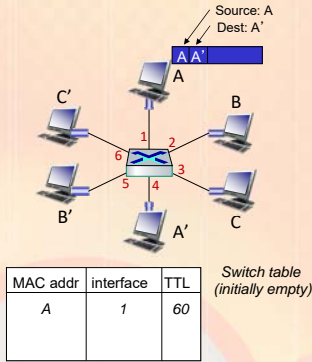 Source: A
Dest: A’
A A’
A
C’
B
1
2
6
5
4
3
B’
A’
C
MAC addr interface TTL
A 1 60
Switch table
(initially empty)